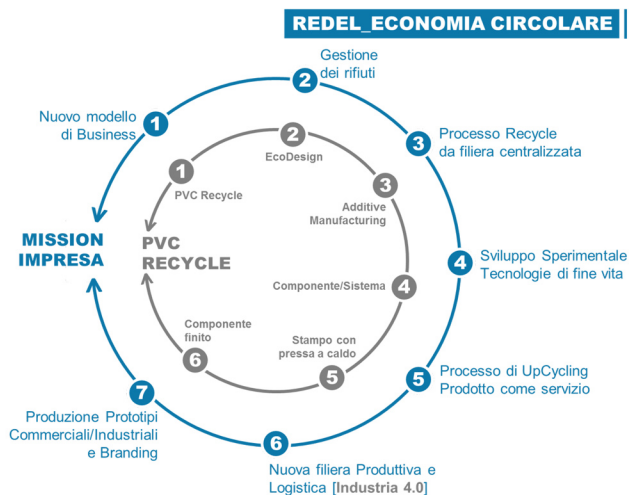 REDEL_ECONOMIA CIRCOLARE
MISSION
IMPRESA
1
Nuovo modello
di Business
2
Gestione
dei rifiuti
3
Processo Recycle
da filiera centralizzata
4
Sviluppo Sperimentale
Tecnologie di fine vita
5
Processo di UpCycling
Prodotto come servizio
6
Nuova filiera Produttiva e
Logistica [Industria 4.0]
7
Produzione Prototipi
Commerciali/Industriali
e Branding
PVC
RECYCLE
1
PVC Recycle
2
EcoDesign
3
Additive
Manufacturing
4
Componente/Sistema
5
Stampo con
pressa a caldo
6
Componente
finito